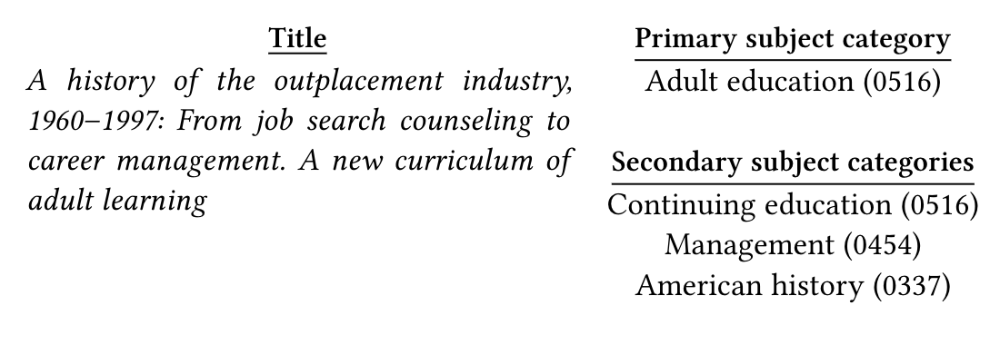 Title
A history of the outplacement industry,
1960–1997: From job search counseling to
career management. A new curriculum of
adult learning
Primary subject category
Adult education (0516)
Secondary subject categories
Continuing education (0516)
Management (0454)
American history (0337)